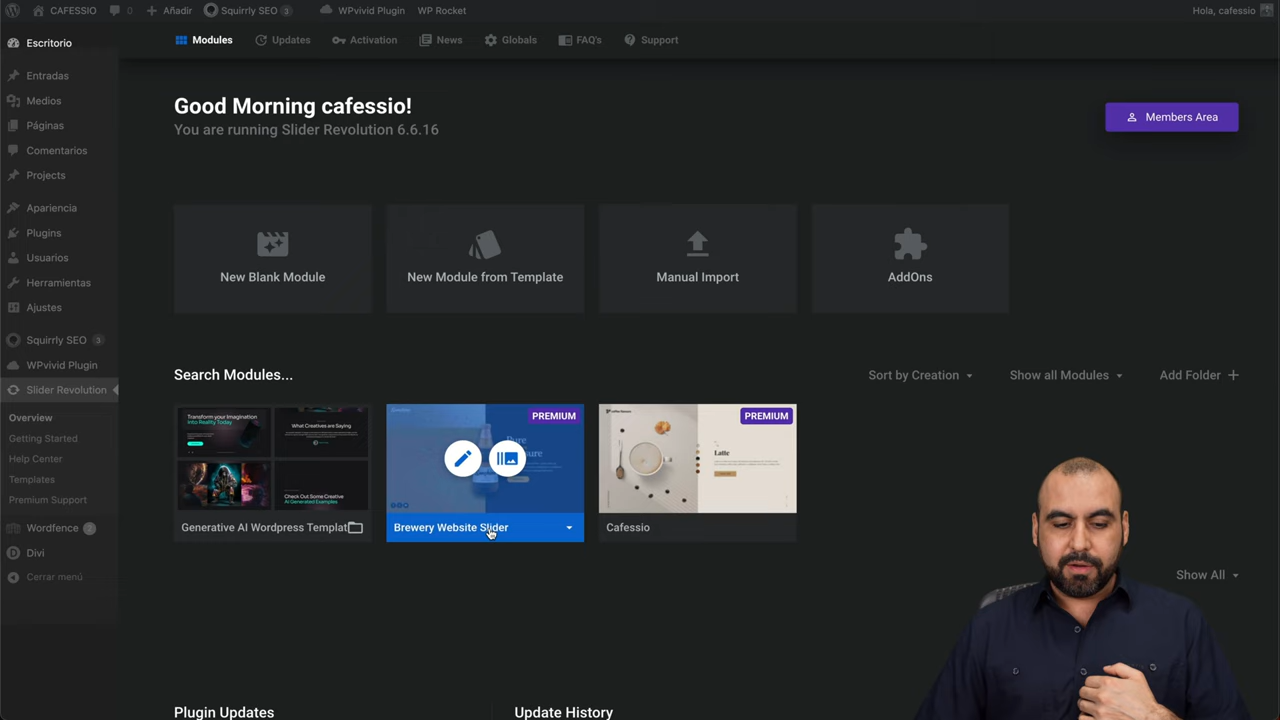 CAFESSIO
0
Añadir
Squirrly SEO 3
WPvivid Plugin
WP Rocket
Hola, cafessio
Escritorio
Entradas
Medios
Páginas
Comentarios
Projects
Apariencia
Plugins
Usuarios
Herramientas
Ajustes
Squirrly SEO 3
WPvivid Plugin
Slider Revolution
Overview
Getting Started
Help Center
Templates
Premium Support
Wordfence 2
Divi
Cerrar menú
Modules
Updates
Activation
News
Globals
FAQ's
Support
Good Morning cafessio!
You are running Slider Revolution 6.6.16
Members Area
New Blank Module
New Module from Template
Manual Import
AddOns
Search Modules...
Sort by Creation
Show all Modules
Add Folder
Transform your Imagination
Into Reality Today
What Creatives are Saying
Check Out Some Creative
AI Generated Examples
Generative AI Wordpress Templat
PREMIUM
Pure
Brewery Website Slider
PREMIUM
Latte
Cafessio
Show All
Plugin Updates
Update History